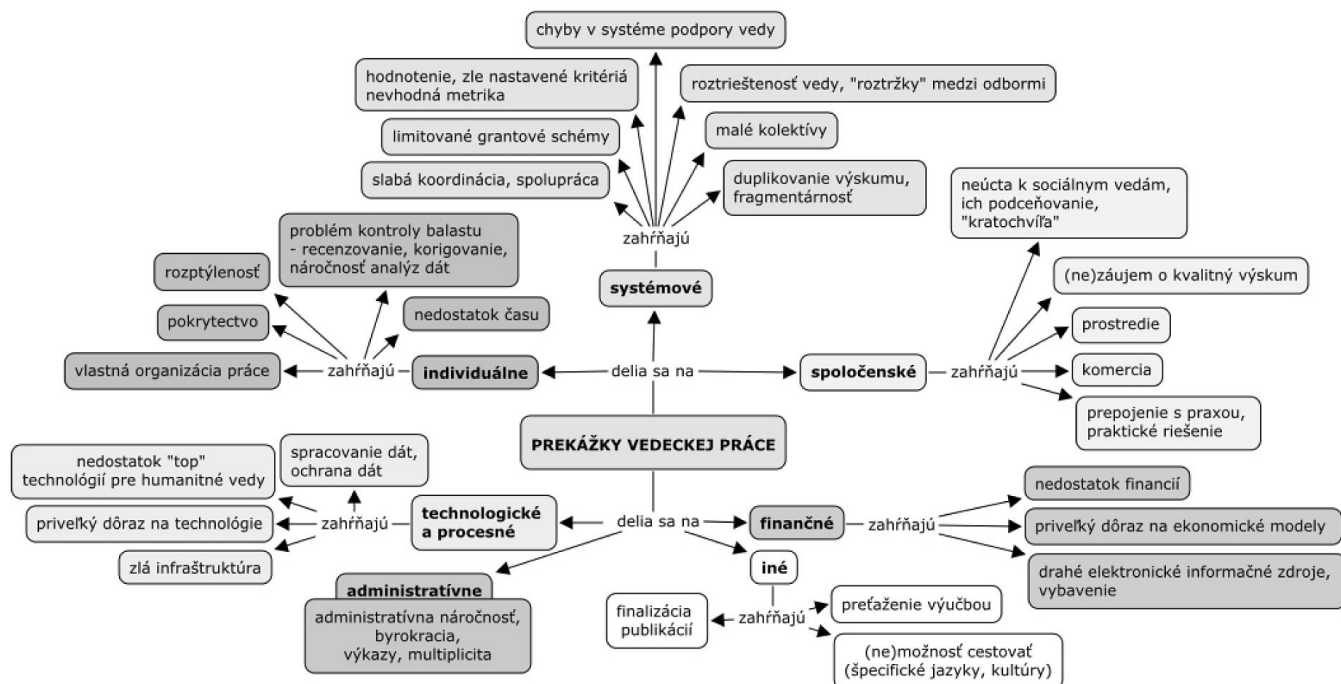 chyby v systéme podpory vedy
hodnotenie, zle nastavené kritériá
nevhodná metrika
roztrieštenosť vedy, "roztržky" medzi odbormi
limitované grantové schémy
malé kolektívy
slabá koordinácia, spolupráca
duplikovanie výskumu,
fragmentárnosť
zahŕňajú
systémové
neúcta k sociálnym vedám,
ich podceňovanie,
"kratochvíľa"
(ne)záujem o kvalitný výskum
prostredie
komercia
prepojenie s praxou,
praktické riešenie
zahŕňajú
spoločenské
problém kontroly balastu
- recenzovanie, korigovanie,
náročnosť analýz dát
rozptýlenosť
pokrytectvo
nedostatok času
vlastná organizácia práce
zahŕňajú
individuálne
delia sa na
PREKÁŽKY VEDECKEJ PRÁCE
delia sa na
spracovanie dát,
ochrana dát
nedostatok "top"
technológií pre humanitné vedy
priveľký dôraz na technológie
zlá infraštruktúra
zahŕňajú
technologické
a procesné
finančné
zahŕňajú
nedostatok financií
priveľký dôraz na ekonomické modely
drahé elektronické informačné zdroje,
vybavenie
administratívne
administratívna náročnosť,
byrokracia,
výkazy, multiplicita
iné
zahŕňajú
finalizácia
publikácií
preťaženie výučbou
(ne)možnosť cestovať
(špecifické jazyky, kultúry)